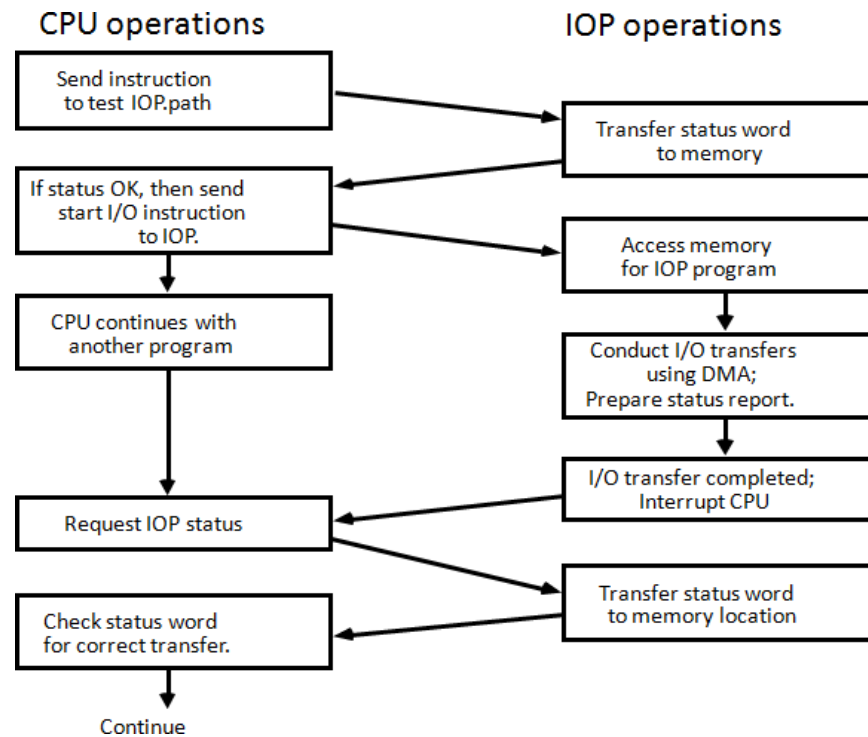 CPU operations
IOP operations
Send instruction
to test IOP.path
Transfer status word
to memory
If status OK, then send
start I/O instruction
to IOP.
Access memory
for IOP program
CPU continues with
another program
Conduct I/O transfers
using DMA;
Prepare status report.
I/O transfer completed;
Interrupt CPU
Request IOP status
Transfer status word
to memory location
Check status word
for correct transfer.
Continue